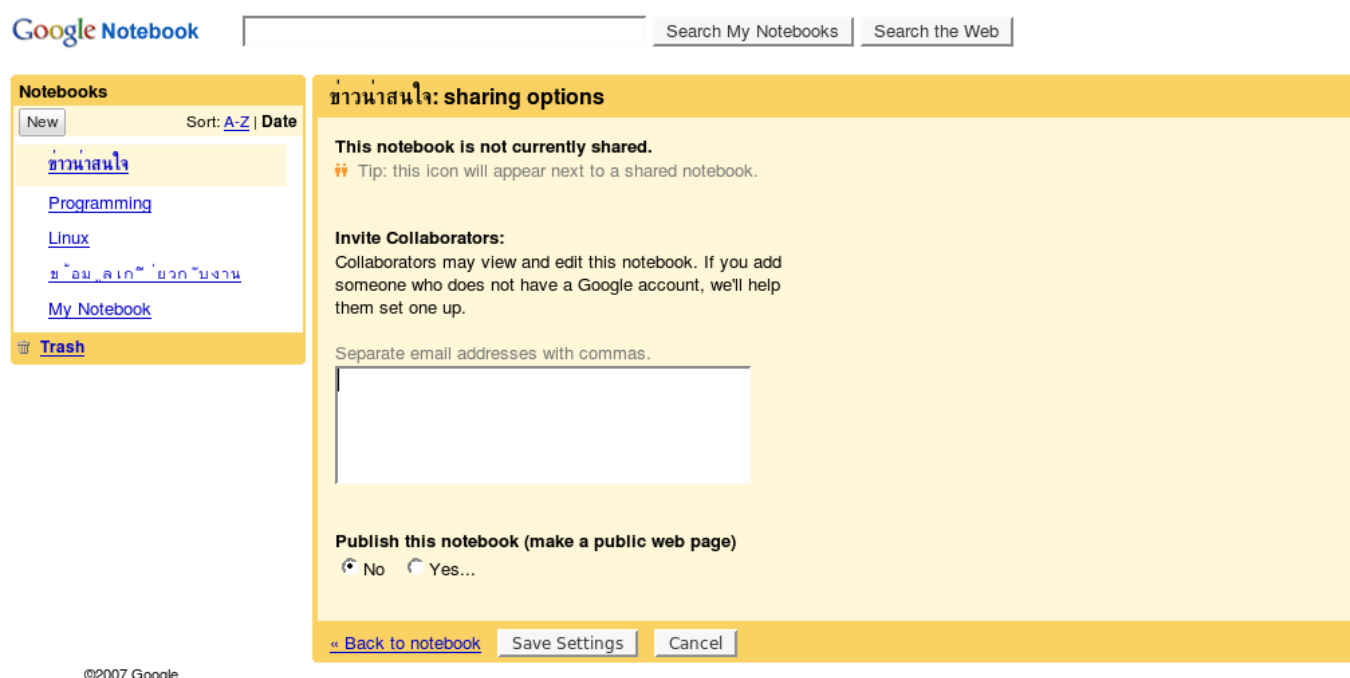 Google Notebook
Search My Notebooks
Search the Web
Notebooks
New
Sort: A-Z | Date
ข่าวน่าสนใจ
Programming
Linux
ข้อมูลเกี่ยวกับงาน
My Notebook
Trash
ข่าวน่าสนใจ: sharing options
This notebook is not currently shared.
Tip: this icon will appear next to a shared notebook.
Invite Collaborators:
Collaborators may view and edit this notebook. If you add
someone who does not have a Google account, we'll help
them set one up.
Separate email addresses with commas.
Publish this notebook (make a public web page)
No
Yes...
« Back to notebook
Save Settings
Cancel
©2007 Google